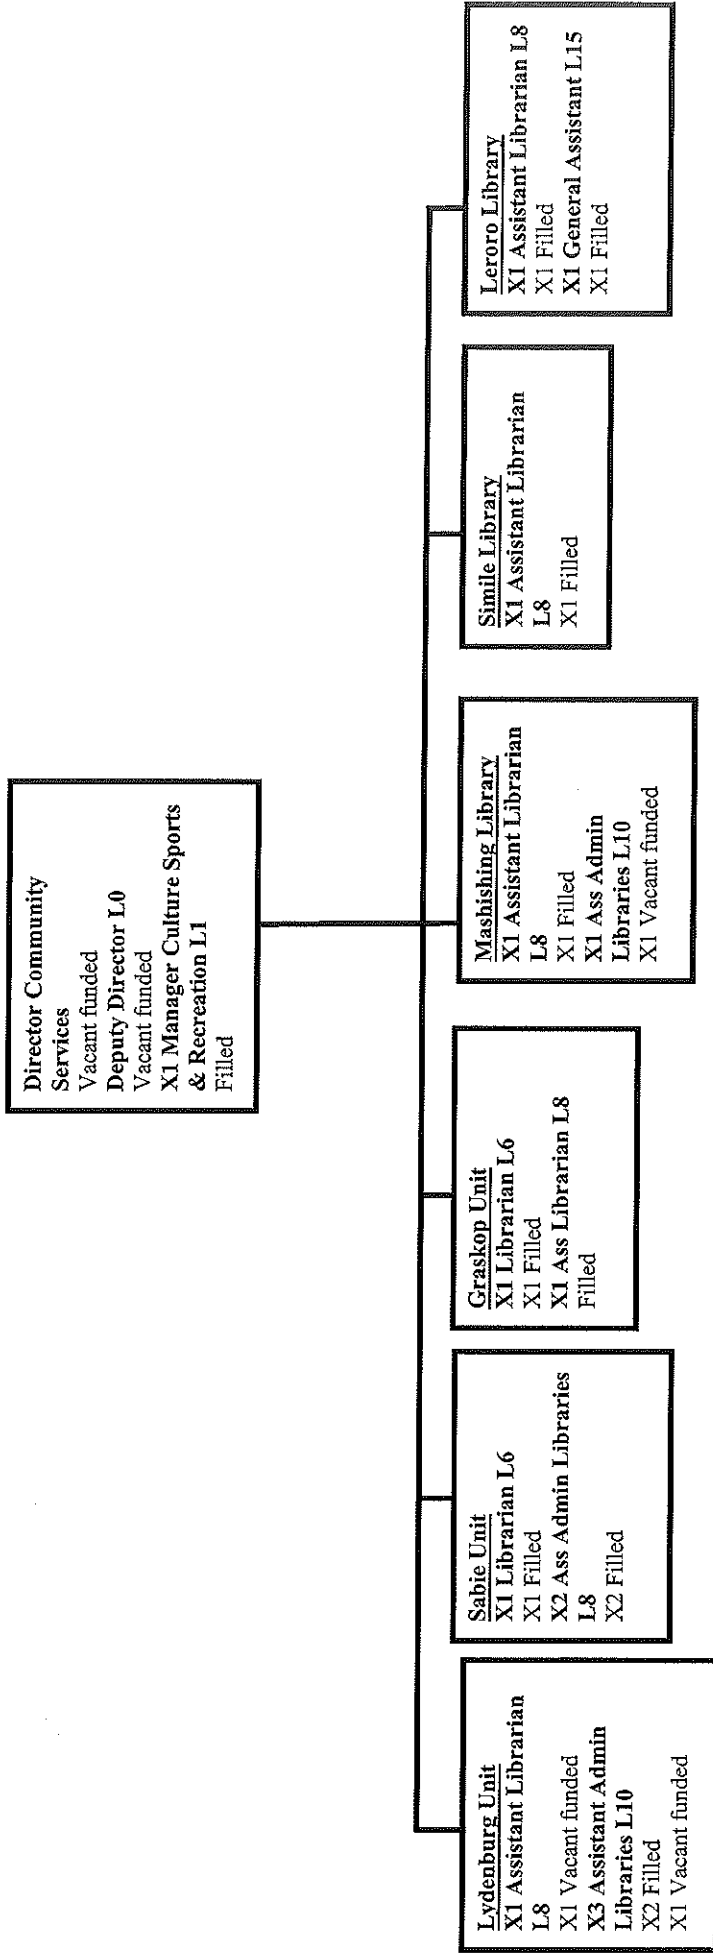 Director Community
Services
Vacant funded
Deputy Director L0
Vacant funded
X1 Manager Culture Sports
& Recreation L1
Filled
Lydenburg Unit
X1 Assistant Librarian
L8
X1 Vacant funded
X3 Assistant Admin
Libraries L10
X2 Filled
X1 Vacant funded
Sabie Unit
X1 Librarian L6
X1 Filled
X2 Ass Admin Libraries
L8
X2 Filled
Graskop Unit
X1 Librarian L6
X1 Filled
X1 Ass Librarian L8
Filled
Mashishing Library
X1 Assistant Librarian
L8
X1 Filled
X1 Ass Admin
Libraries L10
X1 Vacant funded
Simile Library
X1 Assistant Librarian
L8
X1 Filled
Leroro Library
X1 Assistant Librarian L8
X1 Filled
X1 General Assistant L15
X1 Filled